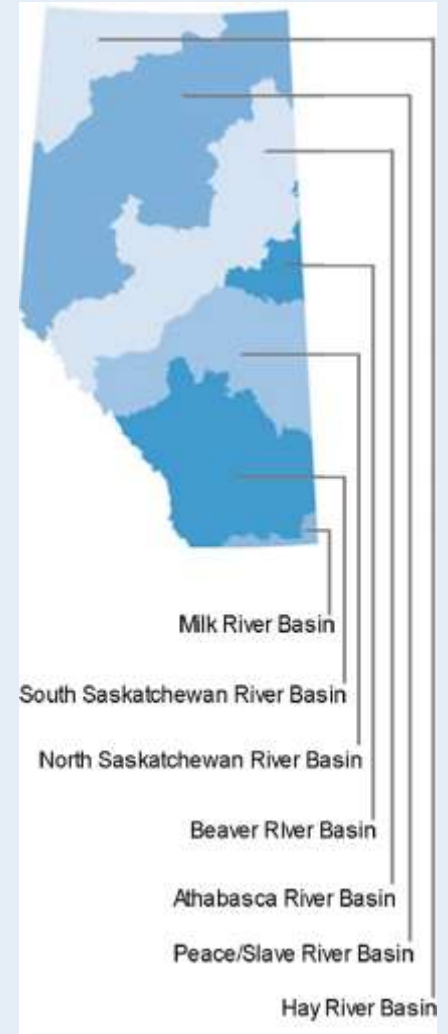 Milk River Basin
South Saskatchewan River Basin
North Saskatchewan River Basin
Beaver River Basin
Athabasca River Basin
Peace/Slave River Basin
Hay River Basin